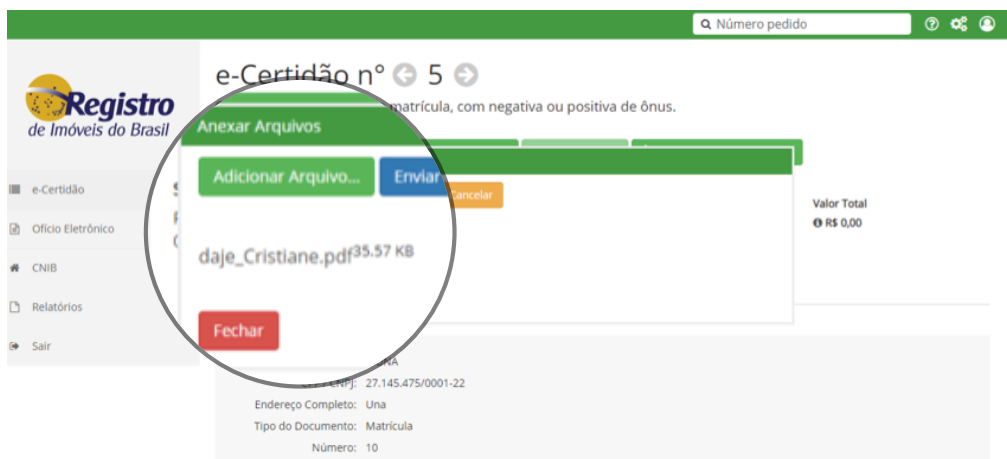 Número pedido
e-Certidão n° 5
Registro
de Imóveis do Brasil
matrícula, com negativa ou positiva de ônus.
Anexar Arquivos
Adicionar Arquivo... Enviar Cancelar
daje_Cristiane.pdf 35.57 KB
Fechar
e-Certidão
Ofício Eletrônico
CNIB
Relatórios
Sair
Valor Total
R$ 0,00
CNPJ: 27.145.475/0001-22
Endereço Completo: Una
Tipo do Documento: Matrícula
Número: 10